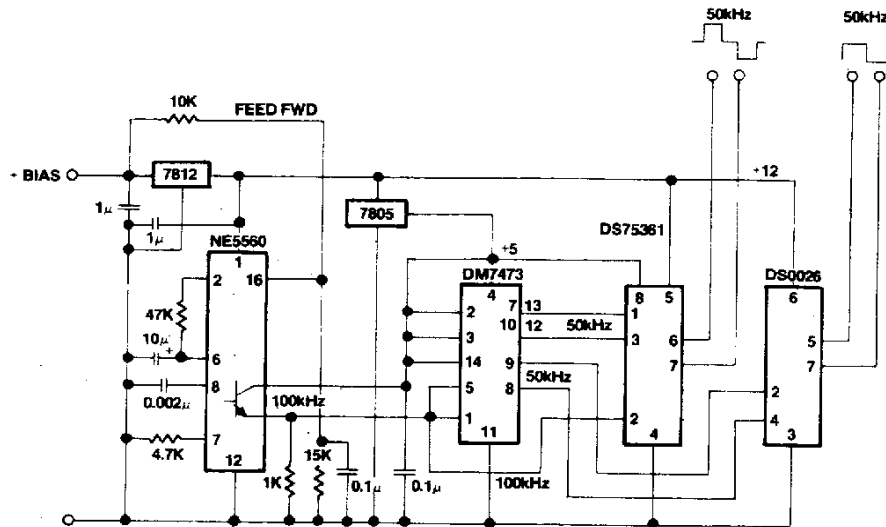 50kHz
50kHz
10K
FEED FWD
+ BIAS
7812
+12
1μ
1μ
7805
DS75361
NE5560
+5
DM7473
DS0026
1
2
16
4
8
5
6
47K
7
13
1
2
10
12
10μ
+
50kHz
3
3
6
5
6
14
9
7
7
8
50kHz
5
8
2
0.002μ
100kHz
1
2
4
7
11
4.7K
15K
4
3
12
1K
0.1μ
0.1μ
100kHz